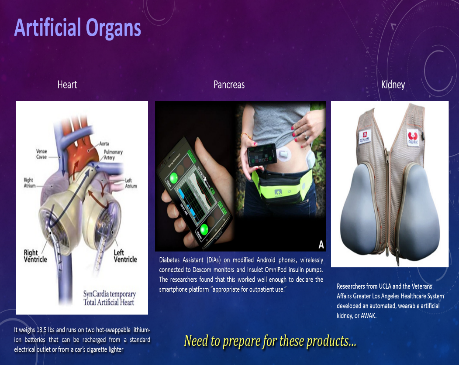 Artificial Organs
Heart
Pancreas
Kidney
Aorta
Vena
Cavae
Pulmonary
Artery
Right
Atrium
Left
Atrium
Right
Ventricle
Left
Ventricle
SynCardia temporary
Total Artificial Heart
A
Diabetes Assistant (DiAs) on modified Android phones, wirelessly
connected to Dexcom monitors and Insulet OmniPod insulin pumps.
The researchers found that this worked well enough to declare the
smartphone platform "appropriate for outpatient use."
Researchers from UCLA and the Veterans
Affairs Greater Los Angeles Healthcare System
developed an automated, wearable artificial
kidney, or AWAK.
It weighs 13.5 lbs and runs on two hot-swappable lithium-
ion batteries that can be recharged from a standard
electrical outlet or from a car's cigarette lighter
Need to prepare for these products...